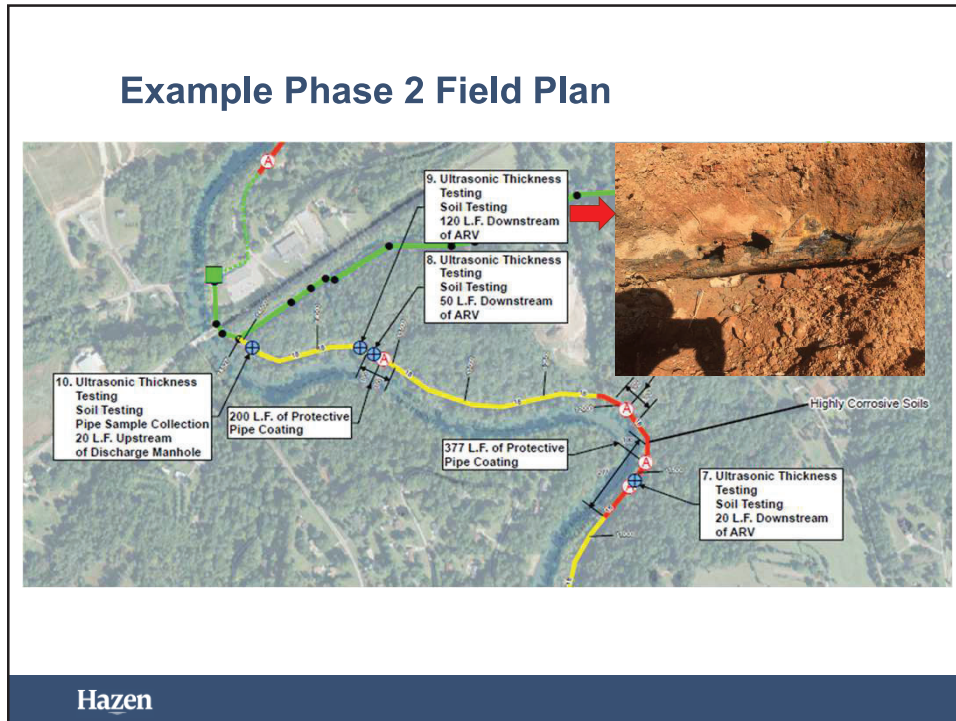 Example Phase 2 Field Plan
A
9. Ultrasonic Thickness
Testing
Soil Testing
120 L.F. Downstream
of ARV
8. Ultrasonic Thickness
Testing
Soil Testing
50 L.F. Downstream
of ARV
10. Ultrasonic Thickness
Testing
Soil Testing
Pipe Sample Collection
20 L.F. Upstream
of Discharge Manhole
200 L.F. of Protective
Pipe Coating
A
A
Highly Corrosive Soils
377 L.F. of Protective
Pipe Coating
A
A
7. Ultrasonic Thickness
Testing
Soil Testing
20 L.F. Downstream
of ARV
Hazen